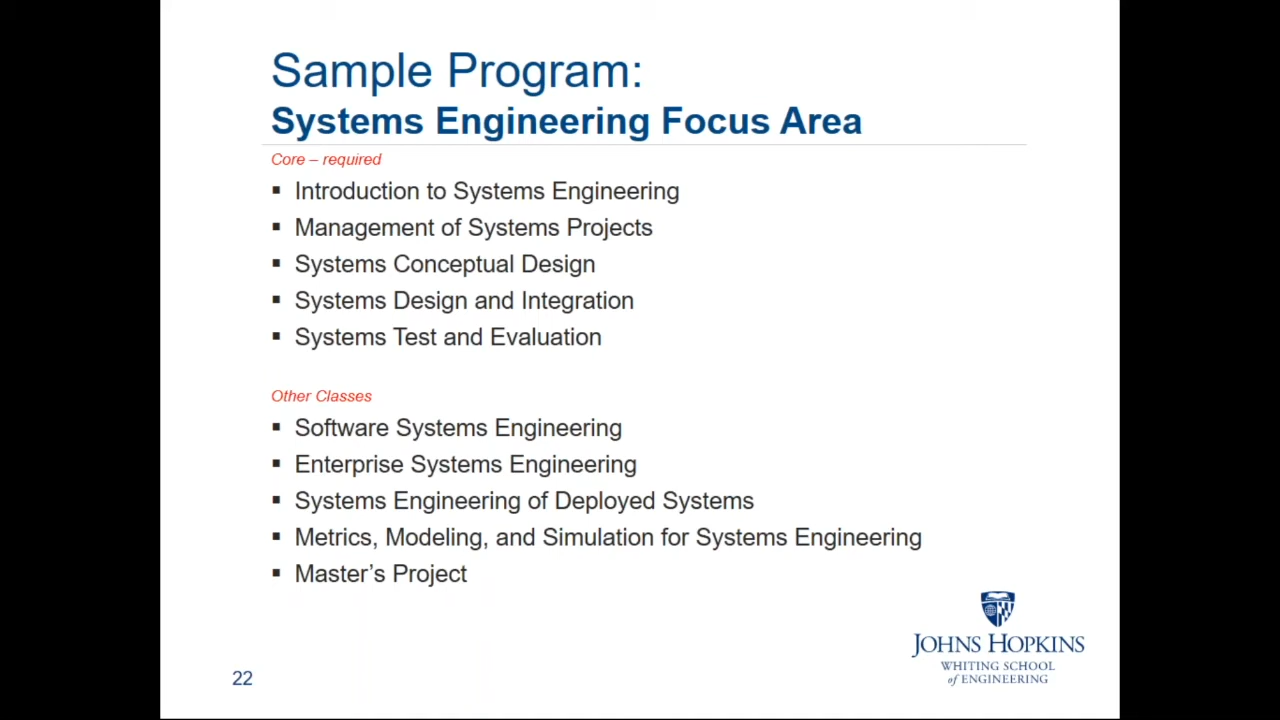 Sample Program:
Systems Engineering Focus Area
Core – required
▪ Introduction to Systems Engineering
▪ Management of Systems Projects
▪ Systems Conceptual Design
▪ Systems Design and Integration
▪ Systems Test and Evaluation
Other Classes
▪ Software Systems Engineering
▪ Enterprise Systems Engineering
▪ Systems Engineering of Deployed Systems
▪ Metrics, Modeling, and Simulation for Systems Engineering
▪ Master’s Project
JOHNS HOPKINS
WHITING SCHOOL
of ENGINEERING
22